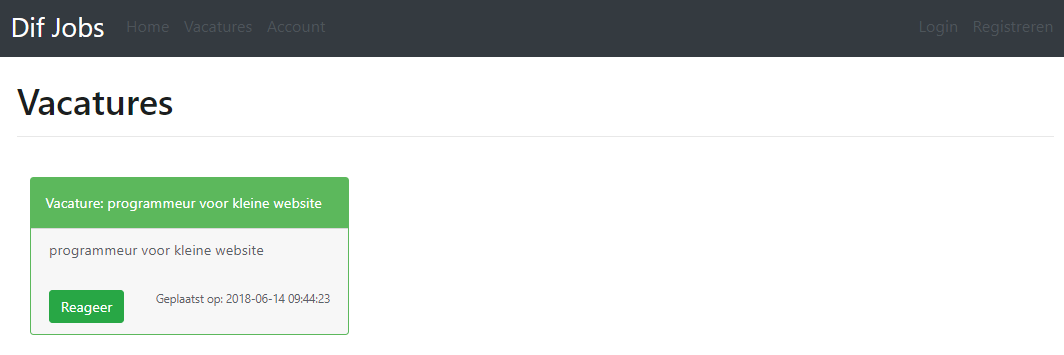 Dif Jobs Home Vacatures Account Login Registreren
Vacatures
Vacature: programmeur voor kleine website
programmeur voor kleine website
Reageer Geplaatst op: 2018-06-14 09:44:23